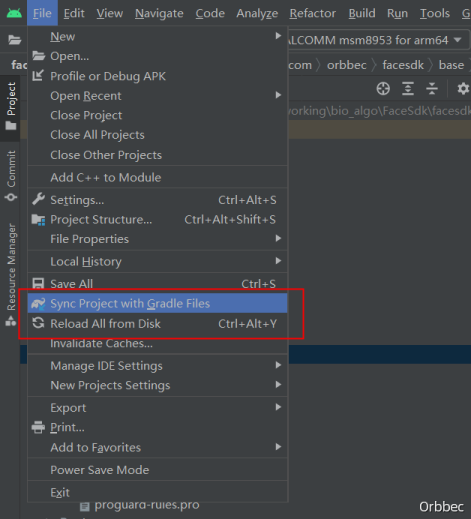 File Edit View Navigate Code Analyze Refactor Build Run Tools
New
ALCOMM msm8953 for arm64
Open...
com orbbec facesdk base
Profile or Debug APK
Open Recent
Close Project
working\bio_algo\FaceSdk\facesdk
Close All Projects
Close Other Projects
Add C++ to Module
Settings... Ctrl+Alt+S
Project Structure... Ctrl+Alt+Shift+S
File Properties
Local History
Save All Ctrl+S
Sync Project with Gradle Files
Reload All from Disk Ctrl+Alt+Y
Invalidate Caches...
Manage IDE Settings
New Projects Settings
Export
Print...
Add to Favorites
Power Save Mode
Exit
proguard-rules.pro
Project
Commit
Resource Manager
Orbbec